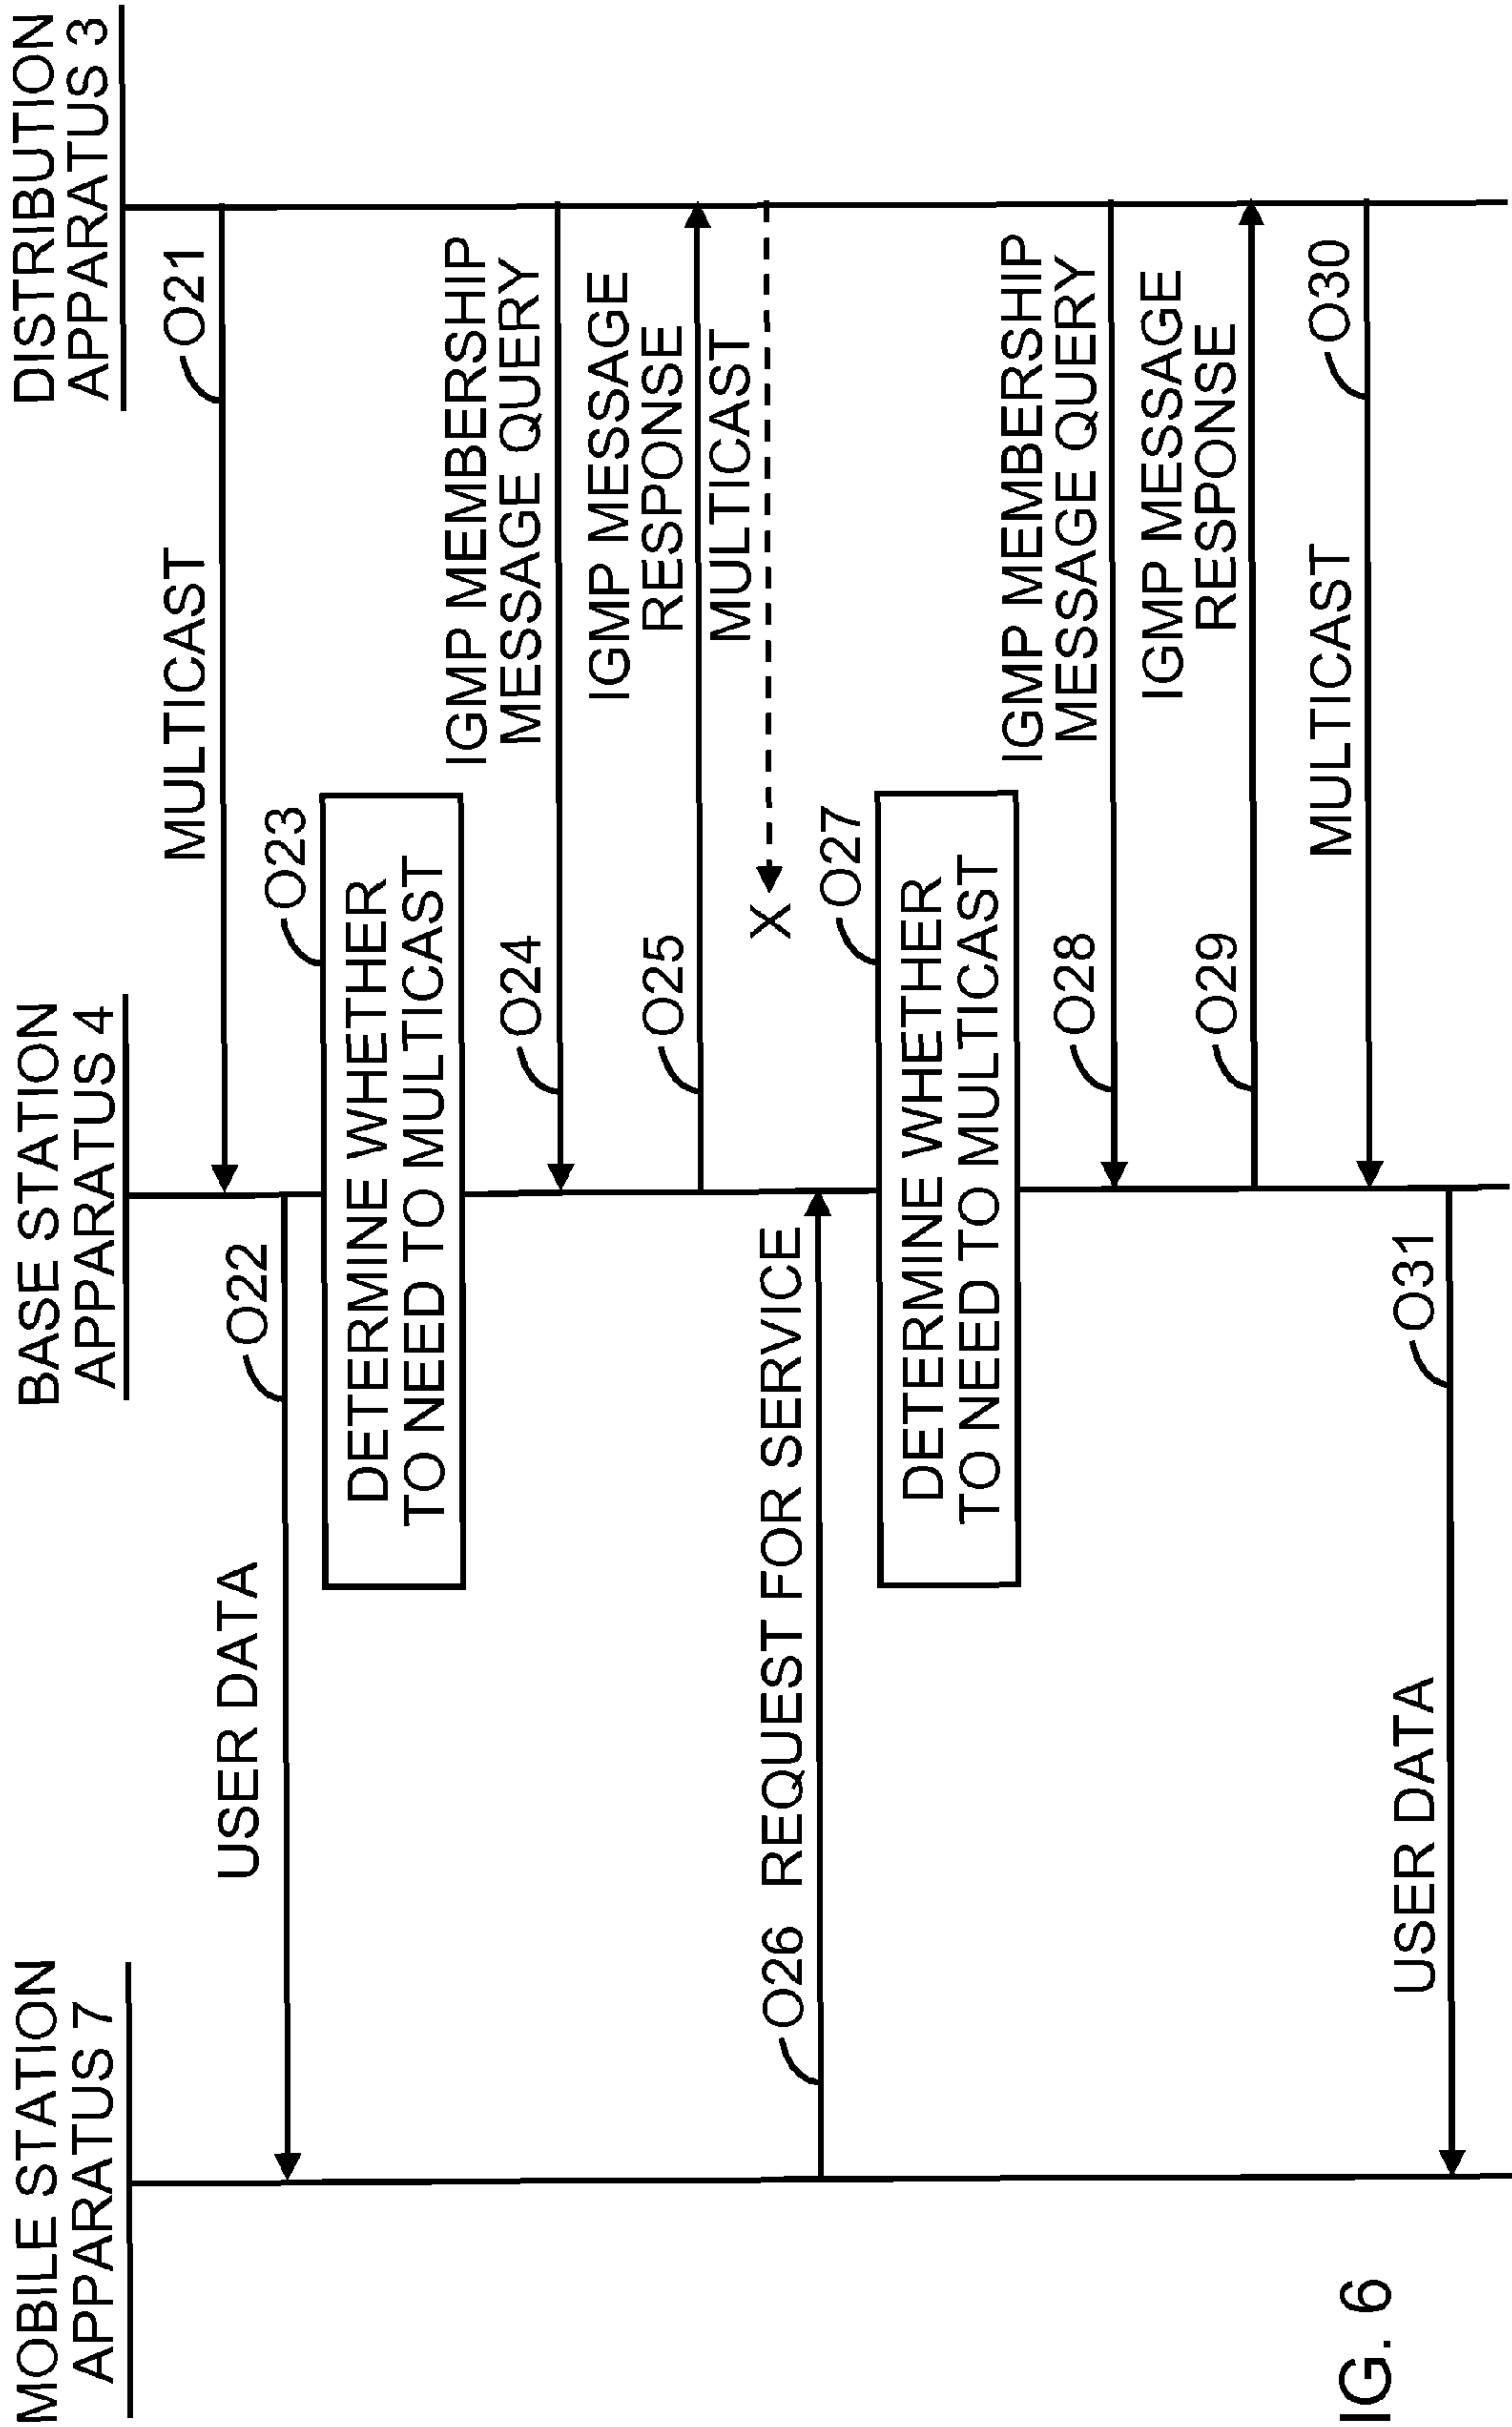 MOBILE STATION
APPARATUS 7
BASE STATION
APPARATUS 4
DISTRIBUTION
APPARATUS 3
MULTICAST
O21
USER DATA
O22
O23
DETERMINE WHETHER
TO NEED TO MULTICAST
IGMP MEMBERSHIP
MESSAGE QUERY
O24
IGMP MESSAGE
RESPONSE
O25
MULTICAST
X
O26 REQUEST FOR SERVICE
O27
DETERMINE WHETHER
TO NEED TO MULTICAST
IGMP MEMBERSHIP
MESSAGE QUERY
O28
IGMP MESSAGE
RESPONSE
O29
MULTICAST
O30
USER DATA
O31
IG. 6